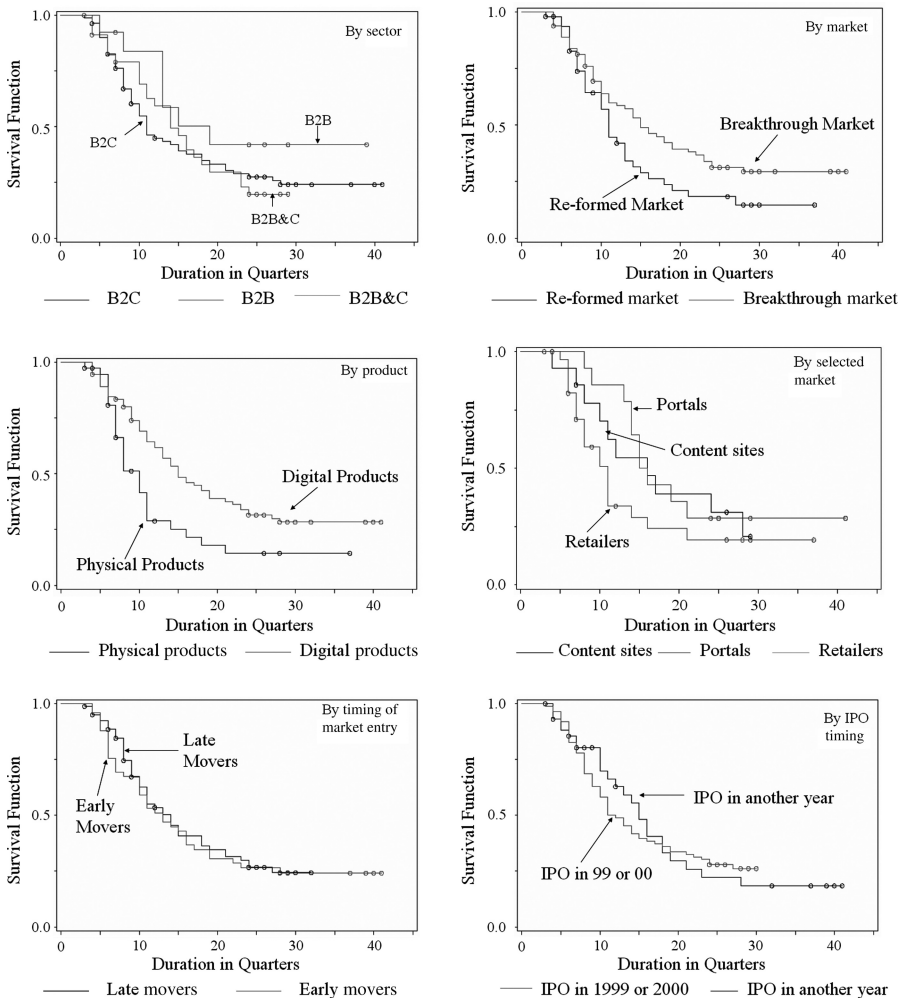 By sector
1.0
0.5
0.0
Survival Function
B2C
B2B
B2B&C
0 10 20 30 40
Duration in Quarters
B2C B2B B2B&C
By market
1.0
0.5
0.0
Survival Function
Breakthrough Market
Re-formed Market
0 10 20 30 40
Duration in Quarters
Re-formed market Breakthrough market
By product
1.0
0.5
0.0
Survival Function
Digital Products
Physical Products
0 10 20 30 40
Duration in Quarters
Physical products Digital products
By selected
market
1.0
0.5
0.0
Survival Function
Portals
Content sites
Retailers
0 10 20 30 40
Duration in Quarters
Content sites Portals Retailers
By timing of
market entry
1.0
0.5
0.0
Survival Function
Late
Movers
Early
Movers
0 10 20 30 40
Duration in Quarters
Late movers Early movers
By IPO
timing
1.0
0.5
0.0
Survival Function
IPO in another year
IPO in 99 or 00
0 10 20 30 40
Duration in Quarters
IPO in 1999 or 2000 IPO in another year